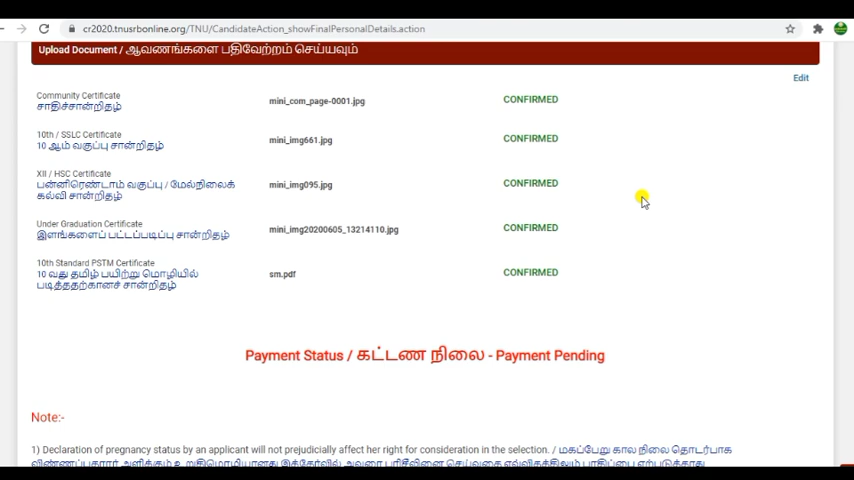 cr2020.tnusrbonline.org/TNU/CandidateAction_showFinalPersonalDetails.action
Upload Document / ஆவணங்களை பதிவேற்றம் செய்யவும்
Edit
Community Certificate
சாதிச்சான்றிதழ்
mini_com_page-0001.jpg
CONFIRMED
10th / SSLC Certificate
10 ஆம் வகுப்பு சான்றிதழ்
mini_img661.jpg
CONFIRMED
XII / HSC Certificate
பன்னிரெண்டாம் வகுப்பு / மேல்நிலைக்
கல்வி சான்றிதழ்
mini_img095.jpg
CONFIRMED
Under Graduation Certificate
இளங்களைப் பட்டப்படிப்பு சான்றிதழ்
mini_img20200605_13214110.jpg
CONFIRMED
10th Standard PSTM Certificate
10 வது தமிழ் பயிற்று மொழியில்
படித்ததற்கானச் சான்றிதழ்
sm.pdf
CONFIRMED
Payment Status / கட்டண நிலை - Payment Pending
Note:-
1) Declaration of pregnancy status by an applicant will not prejudicially affect her right for consideration in the selection. / மகப்பேறு கால நிலை தொடர்பாக